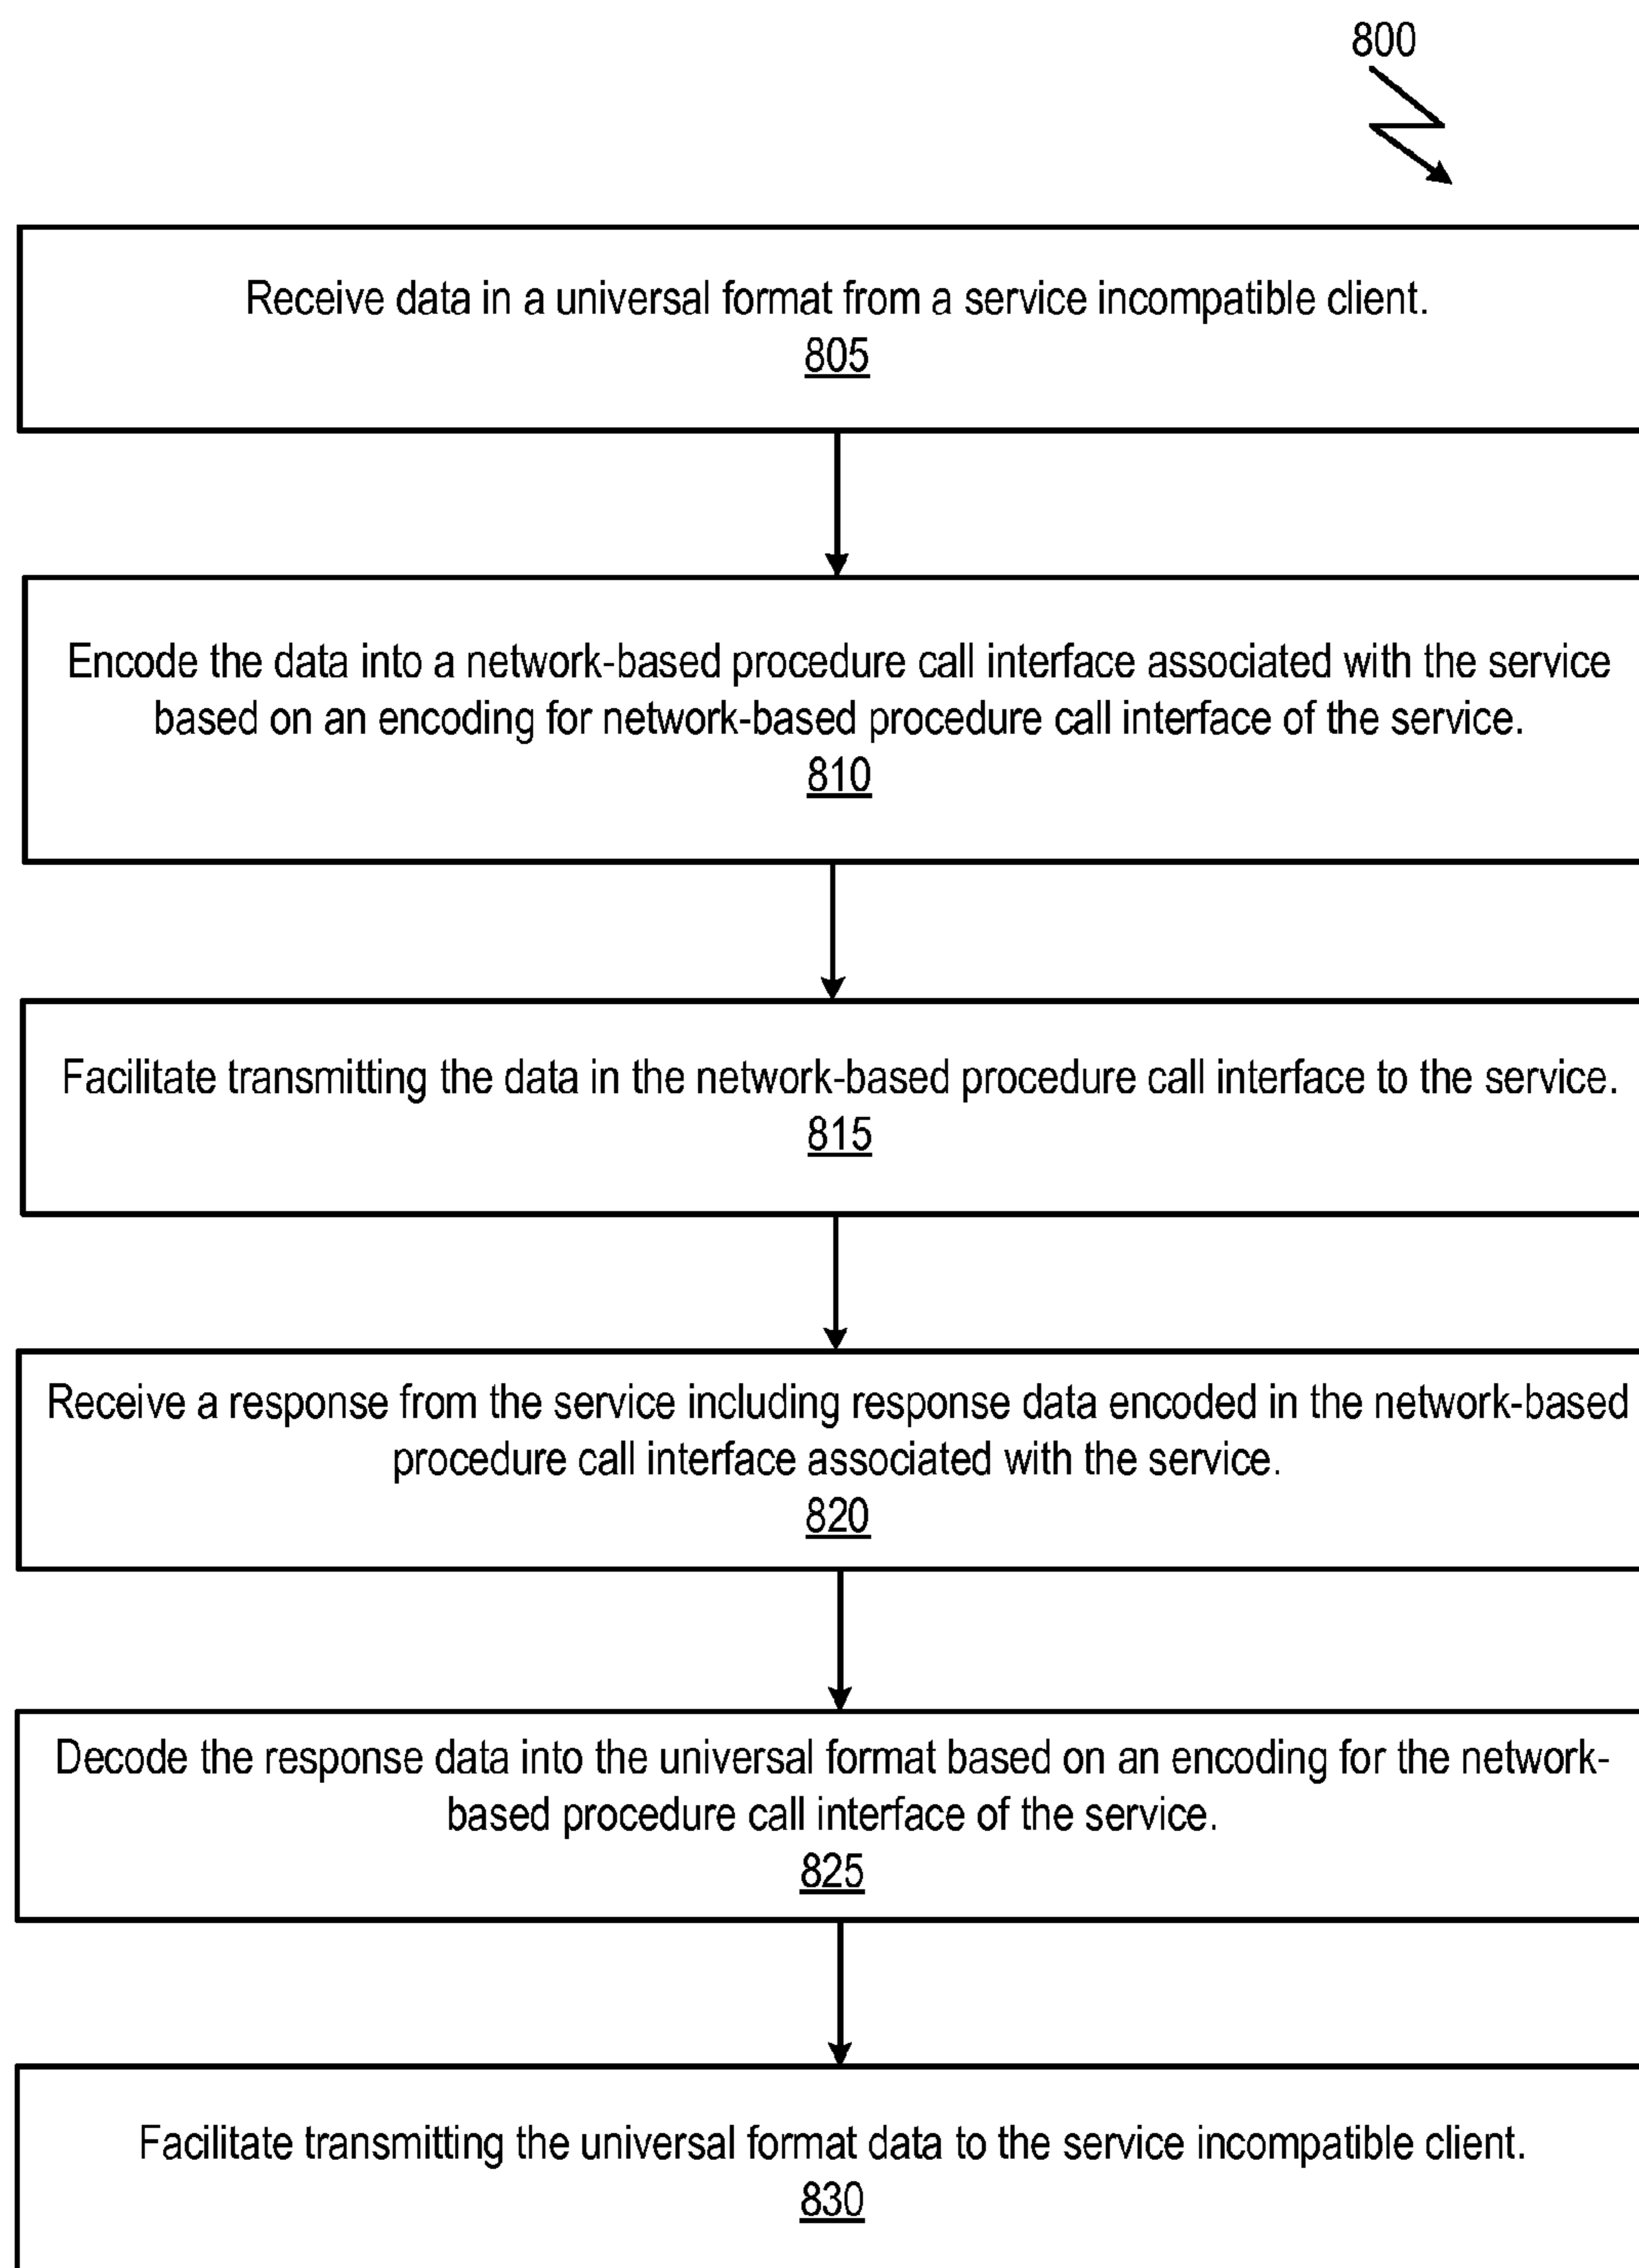 800
Receive data in a universal format from a service incompatible client.
805
Encode the data into a network-based procedure call interface associated with the service
based on an encoding for network-based procedure call interface of the service.
810
Facilitate transmitting the data in the network-based procedure call interface to the service.
815
Receive a response from the service including response data encoded in the network-based
procedure call interface associated with the service.
820
Decode the response data into the universal format based on an encoding for the network-
based procedure call interface of the service.
825
Facilitate transmitting the universal format data to the service incompatible client.
830